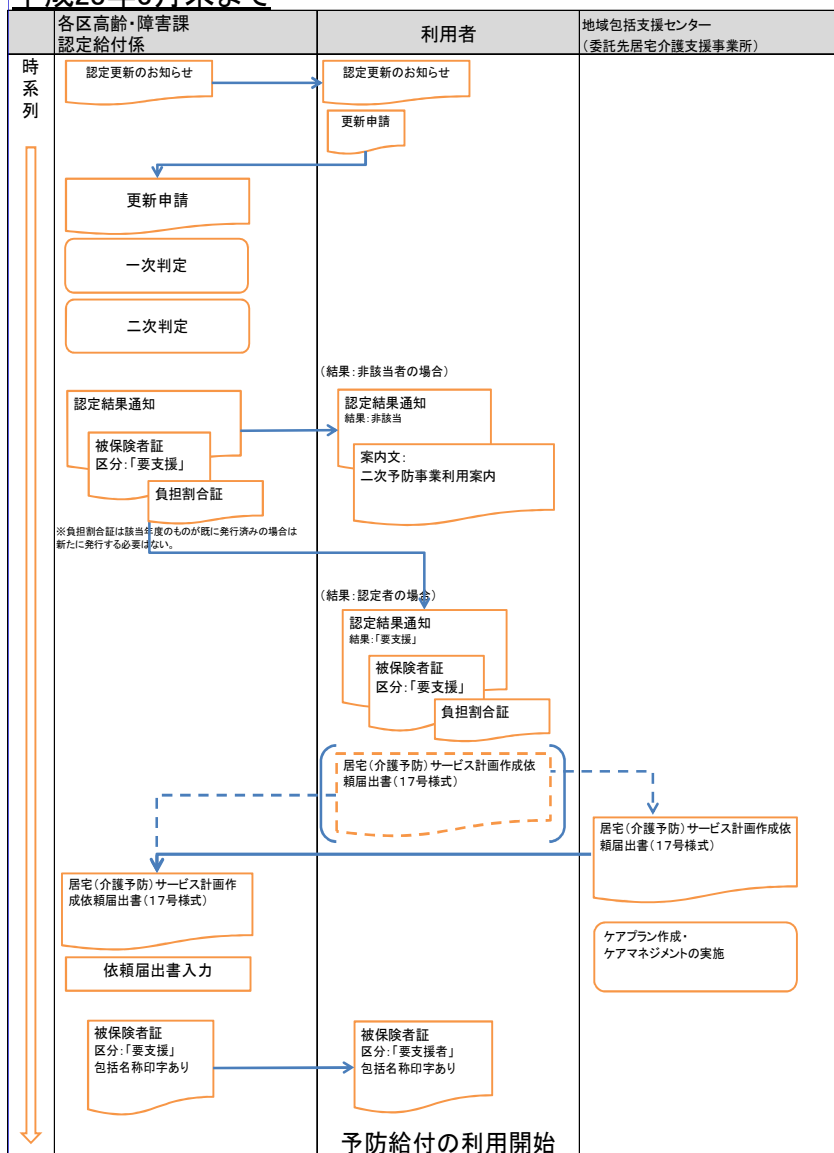 各区高齢・障害課
認定給付係
利用者
地域包括支援センター
(委託先居宅介護支援事業所)
時
系
列
認定更新のお知らせ
認定更新のお知らせ
更新申請
更新申請
一次判定
二次判定
(結果:非該当者の場合)
認定結果通知
被保険者証
区分:「要支援」
負担割合証
認定結果通知
結果:非該当
案内文:
二次予防事業利用案内
※負担割合証は該当年度のものが既に発行済みの場合は
新たに発行する必要はない。
(結果:認定者の場合)
認定結果通知
結果:「要支援」
被保険者証
区分:「要支援」
負担割合証
居宅(介護予防)サービス計画作成依
頼届出書(17号様式)
居宅(介護予防)サービス計画作成依
頼届出書(17号様式)
居宅(介護予防)サービス計画作
成依頼届出書(17号様式)
依頼届出書入力
ケアプラン作成・
ケアマネジメントの実施
被保険者証
区分:「要支援」
包括名称印字あり
被保険者証
区分:「要支援者」
包括名称印字あり
予防給付の利用開始